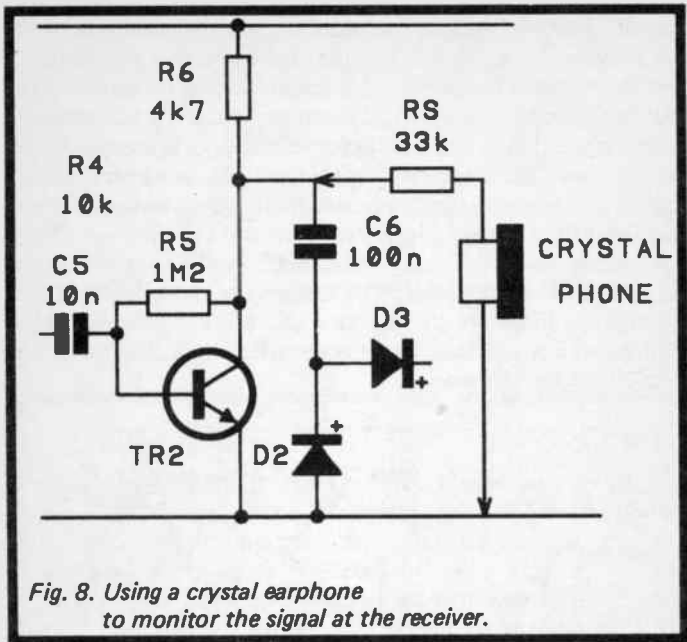 R6
4k7
RS
33k
R4
10k
R5
1M2
C5
10n
C6
100n
CRYSTAL
PHONE
D3
+
+
TR2
D2
Fig. 8. Using a crystal earphone
to monitor the signal at the receiver.